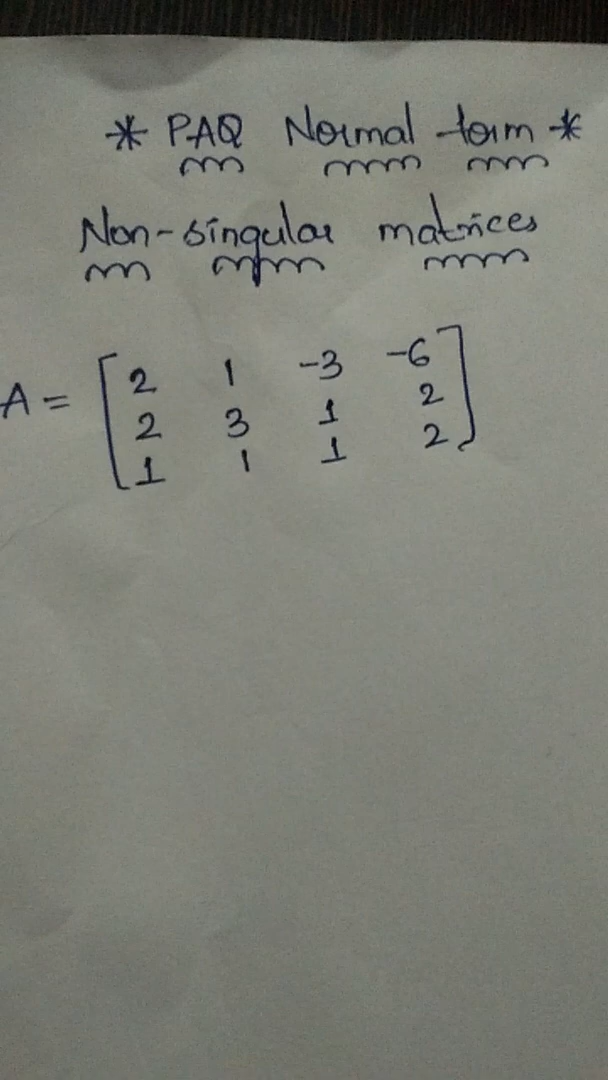 * PAQ Normal form *
Non-singular matrices
A = [2 1 -3 -6
2 3 1 2
1 1 1 2]